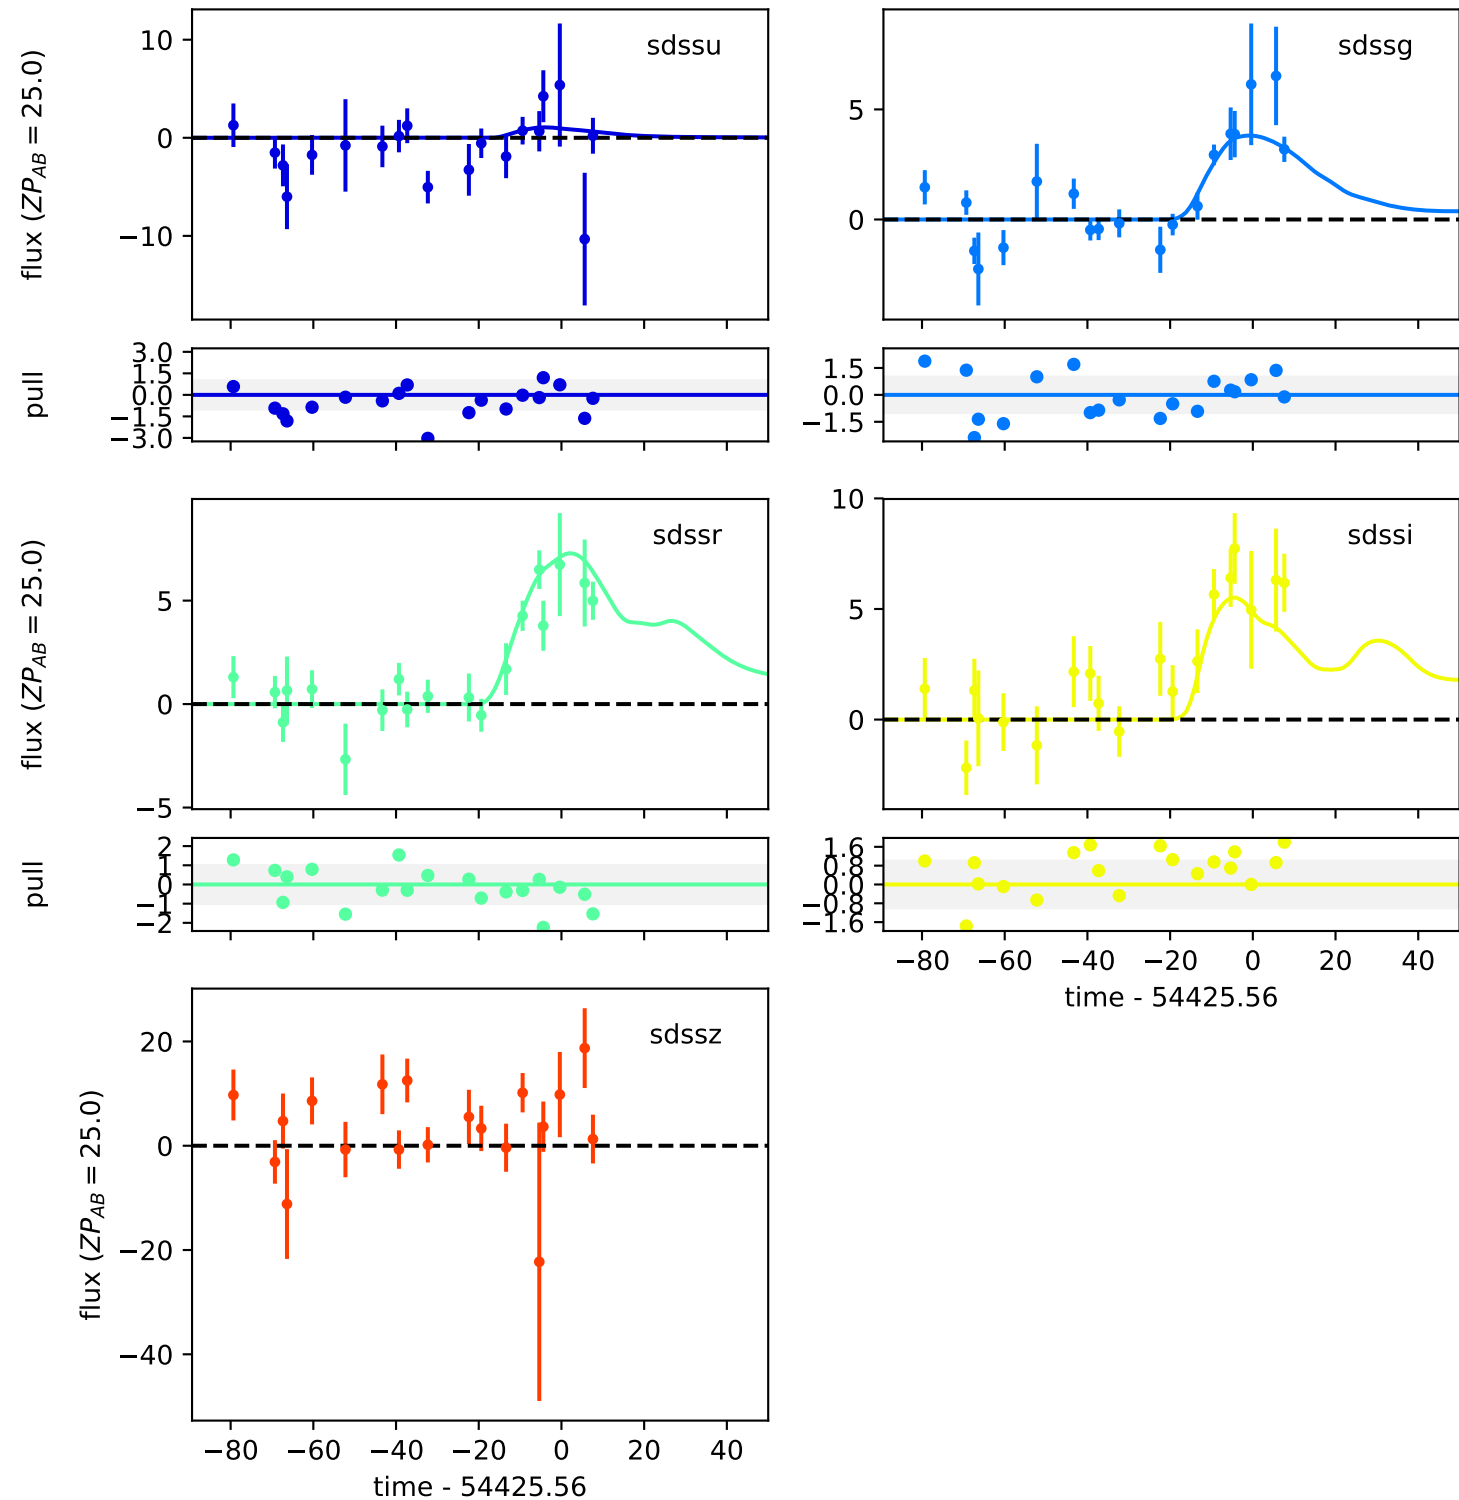 sdssu
flux (ZP_AB = 25.0)
10
0
−10
sdssg
5
0
pull
3.0
1.5
0.0
−1.5
−3.0
1.5
0.0
−1.5
sdssr
flux (ZP_AB = 25.0)
5
0
−5
sdssi
10
5
0
pull
2
1
0
−1
−2
1.6
0.8
0.0
−0.8
−1.6
−80 −60 −40 −20 0 20 40
time - 54425.56
sdssz
flux (ZP_AB = 25.0)
20
0
−20
−40
−80 −60 −40 −20 0 20 40
time - 54425.56